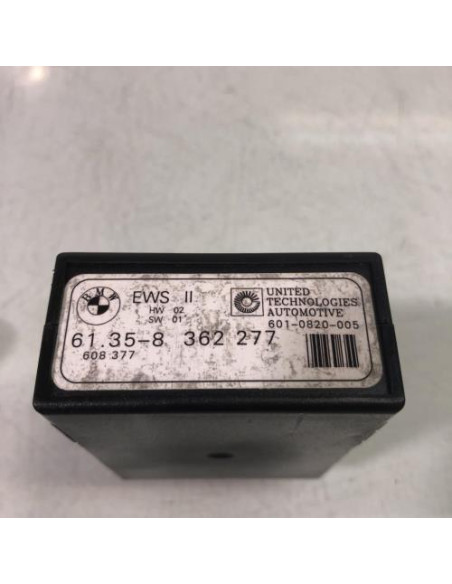 BMW
EWS II
HW 02
SW 01
UNITED
TECHNOLOGIES
AUTOMOTIVE
601-0820-005
61.35-8 362 277
608 377